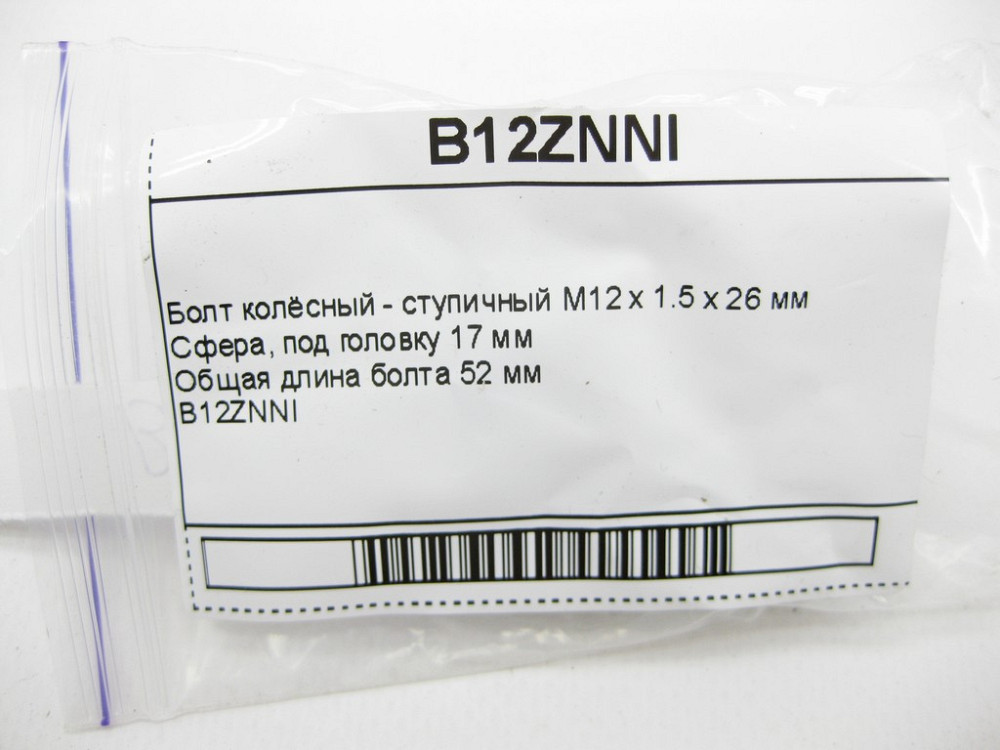 B12ZNNI
Болт колёсный - ступичный M12 x 1.5 x 26 мм
Сфера, под головку 17 мм
Общая длина болта 52 мм
B12ZNNI